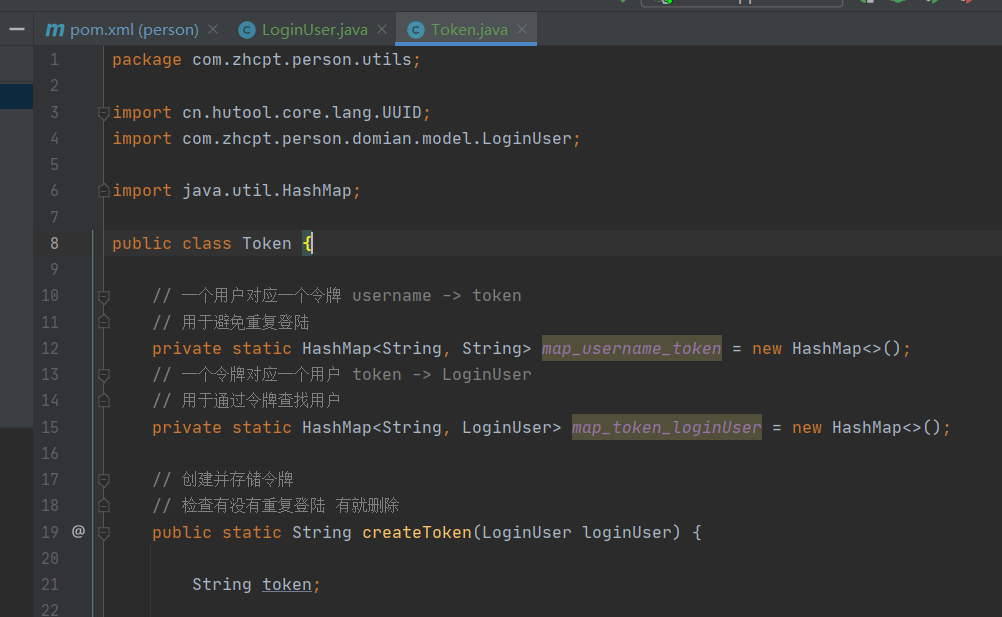 pom.xml (person) LoginUser.java Token.java
1 package com.zhcpt.person.utils;
2
3 import cn.hutool.core.lang.UUID;
4 import com.zhcpt.person.domian.model.LoginUser;
5
6 import java.util.HashMap;
7
8 public class Token {
9
10 // 一个用户对应一个令牌 username -> token
11 // 用于避免重复登陆
12 private static HashMap<String, String> map_username_token = new HashMap<>();
13 // 一个令牌对应一个用户 token -> LoginUser
14 // 用于通过令牌查找用户
15 private static HashMap<String, LoginUser> map_token_loginUser = new HashMap<>();
16
17 // 创建并存储令牌
18 // 检查有没有重复登陆 有就删除
19 @ public static String createToken(LoginUser loginUser) {
20
21 String token;
22